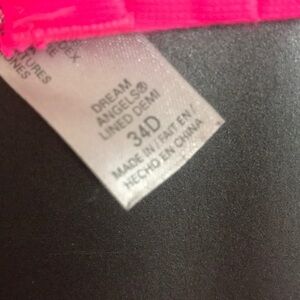 DREAM
ANGELS®
LINED DEMI
34D
MADE IN / FAIT EN /
HECHO EN CHINA